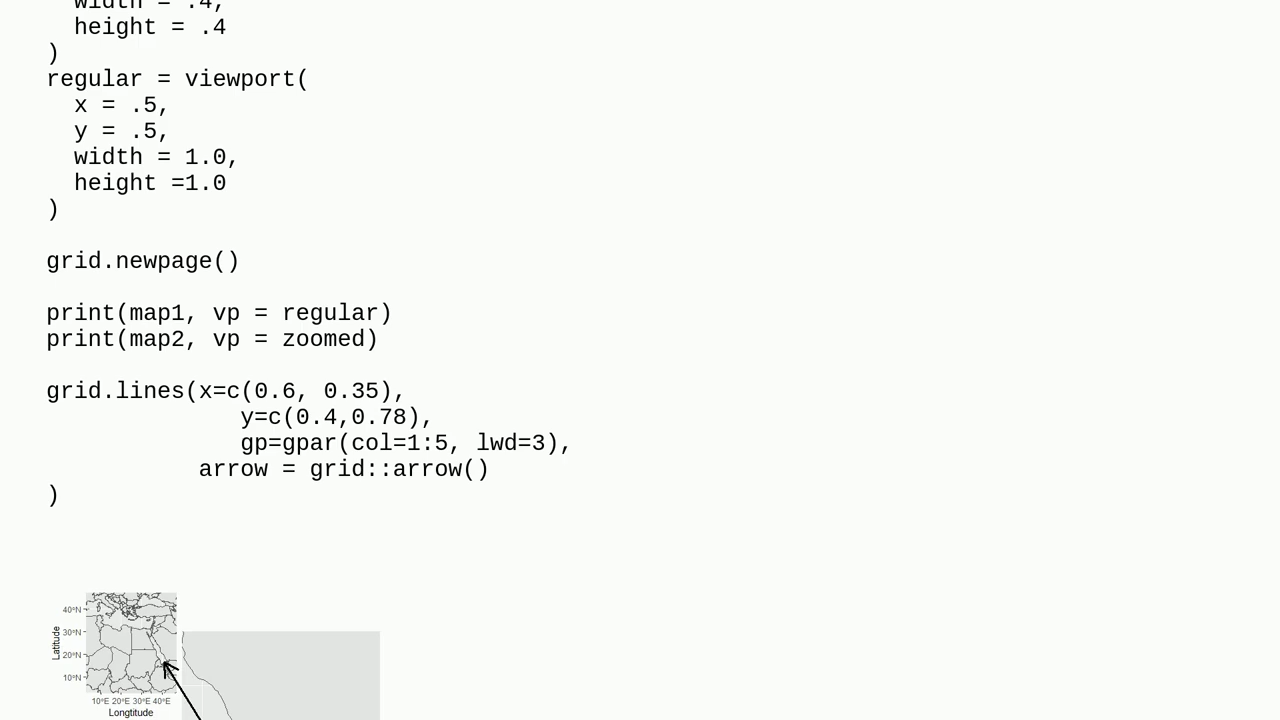 width = .4,
height = .4
)
regular = viewport(
x = .5,
y = .5,
width = 1.0,
height =1.0
)
grid.newpage()
print(map1, vp = regular)
print(map2, vp = zoomed)
grid.lines(x=c(0.6, 0.35),
y=c(0.4,0.78),
gp=gpar(col=1:5, lwd=3),
arrow = grid::arrow()
)
40°N
30°N
20°N
10°N
Latitude
10°E 20°E 30°E 40°E
Longtitude